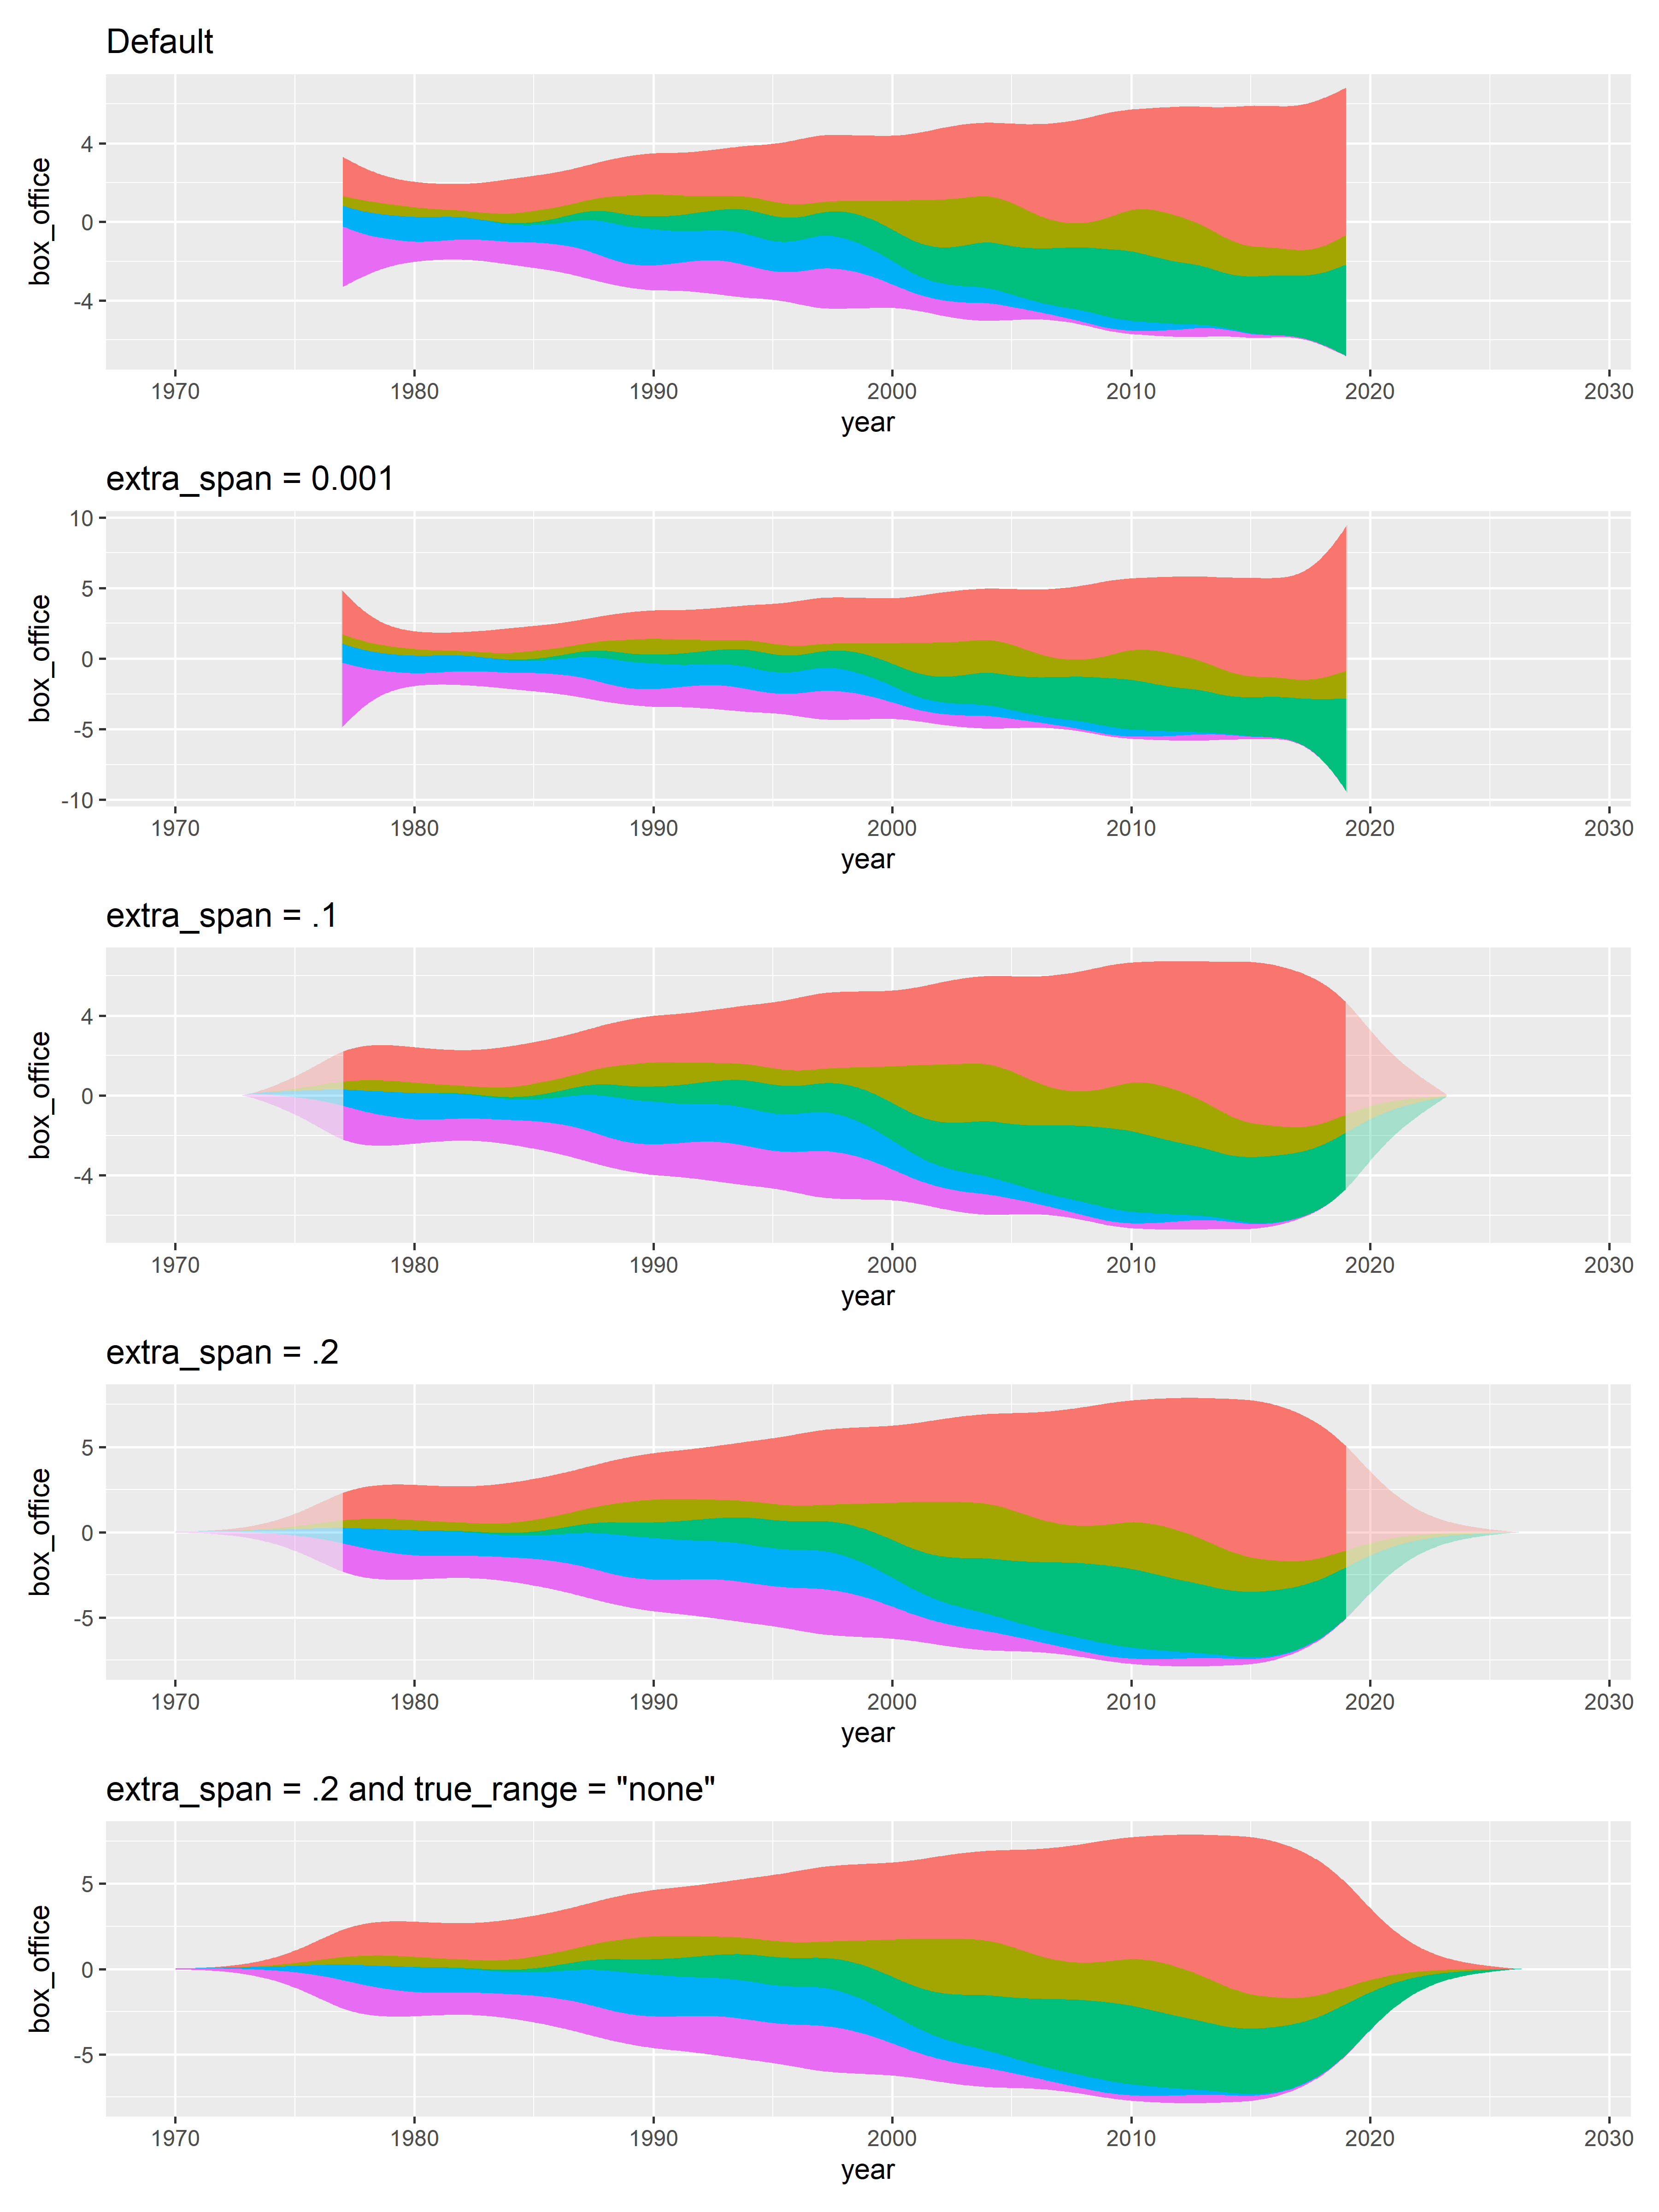 Default
4
0
-4
box_office
1970 1980 1990 2000 2010 2020 2030
year
extra_span = 0.001
10
5
0
-5
-10
box_office
1970 1980 1990 2000 2010 2020 2030
year
extra_span = .1
4
0
-4
box_office
1970 1980 1990 2000 2010 2020 2030
year
extra_span = .2
5
0
-5
box_office
1970 1980 1990 2000 2010 2020 2030
year
extra_span = .2 and true_range = "none"
5
0
-5
box_office
1970 1980 1990 2000 2010 2020 2030
year